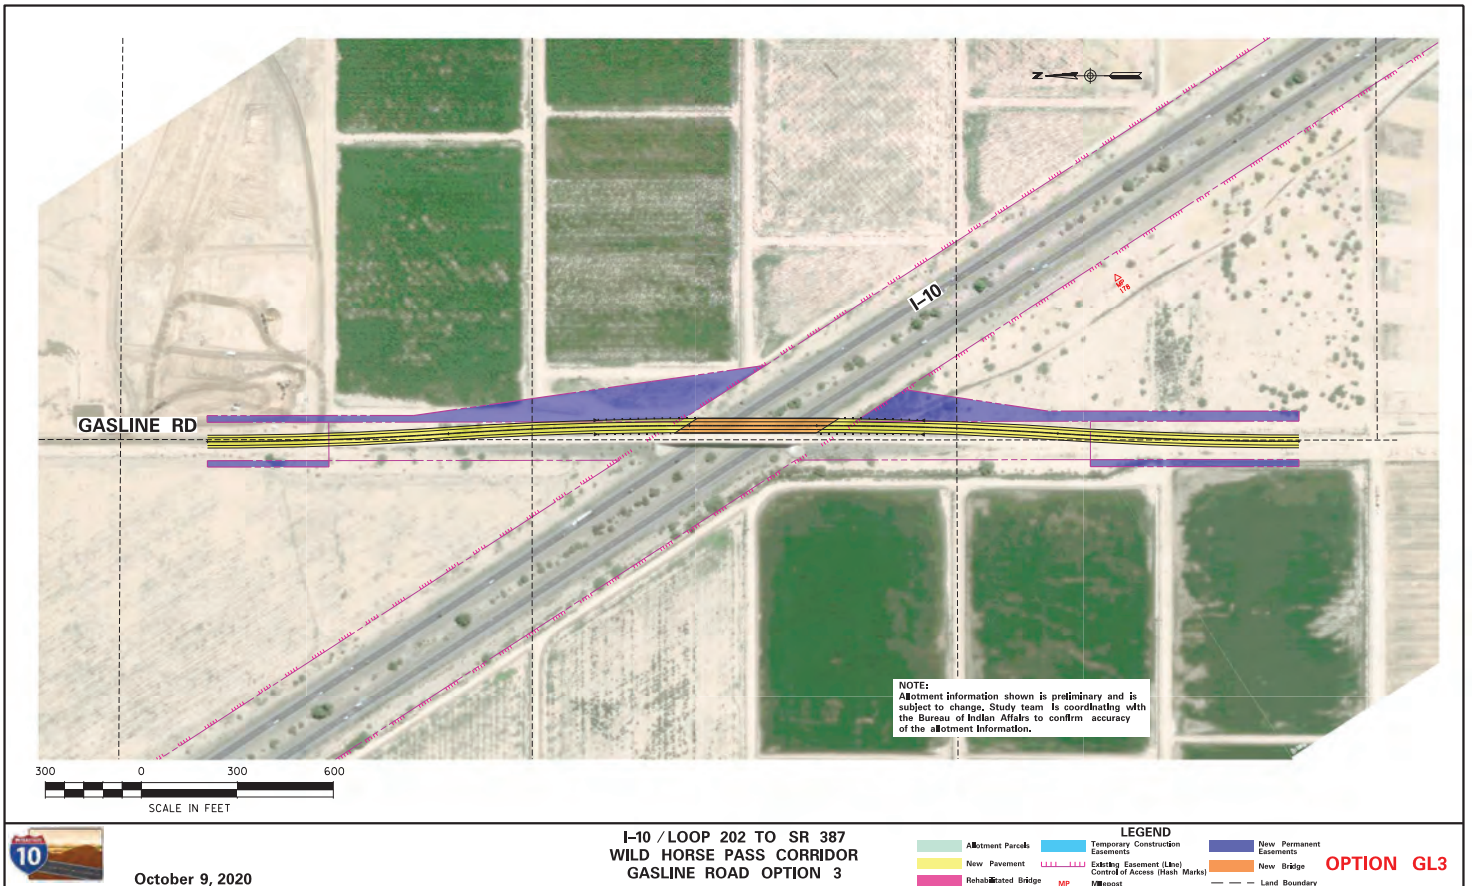 N
I-10
178
GASLINE RD
NOTE:
Allotment information shown is preliminary and is
subject to change. Study team is coordinating with
the Bureau of Indian Affairs to confirm accuracy
of the allotment information.
300 0 300 600
SCALE IN FEET
10
October 9, 2020
I-10 / LOOP 202 TO SR 387
WILD HORSE PASS CORRIDOR
GASLINE ROAD OPTION 3
LEGEND
Allotment Parcels
New Pavement
Rehabilitated Bridge
Temporary Construction
Easements
Existing Easement (Line)
Control of Access (Hash Marks)
MP Milepost
New Permanent
Easements
New Bridge
Land Boundary
OPTION GL3